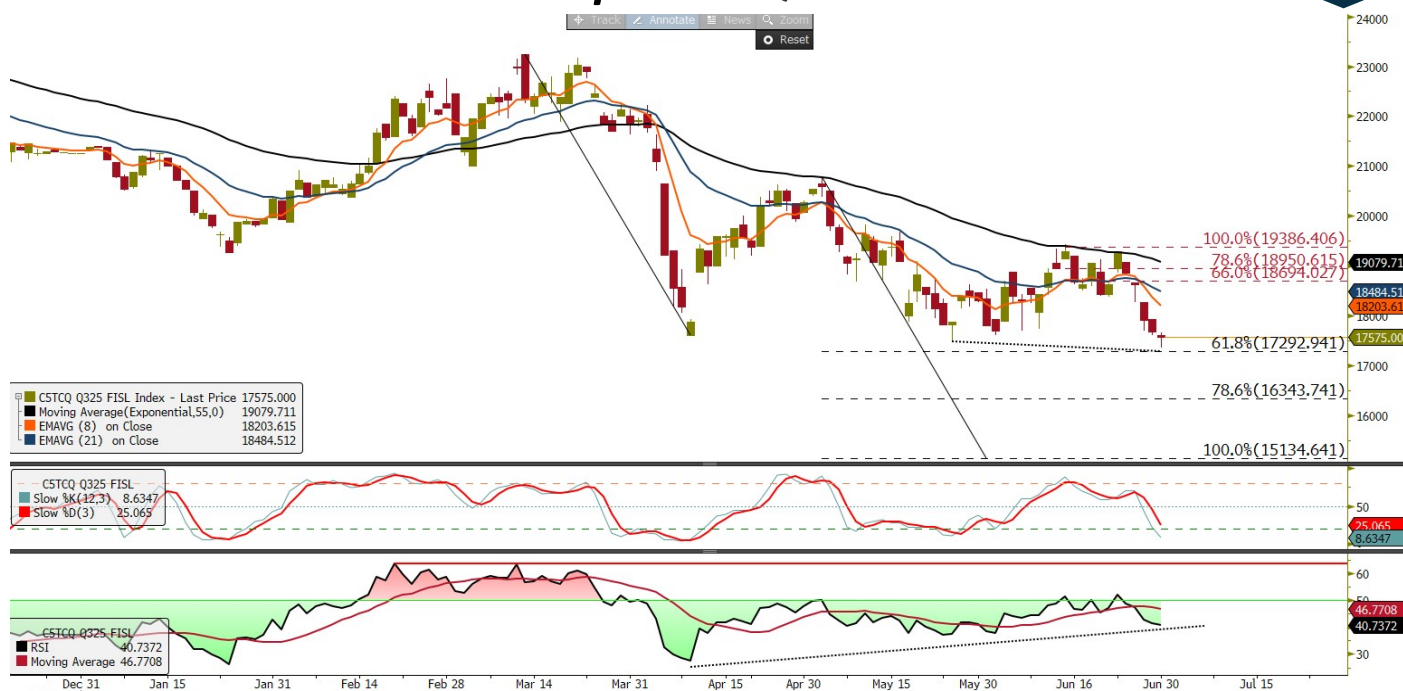 Track Annotate News Zoom
Reset
24000
23000
22000
21000
20000
100.0%(19386.406)
78.6%(18950.615)
19079.71
66.0%(18694.027)
18484.51
18203.61
18000
17575.00
61.8%(17292.941)
17000
78.6%(16343.741)
16000
100.0%(15134.641)
C5TCQ Q325 FISL Index - Last Price 17575.000
Moving Average(Exponential,55,0) 19079.711
EMAVG (8) on Close 18203.615
EMAVG (21) on Close 18484.512
C5TCQ Q325 FISL
Slow %K(12,3) 8.6347
Slow %D(3) 25.065
50
25.065
8.6347
60
50
46.7708
40.7372
30
C5TCQ Q325 FISL
RSI 40.7372
Moving Average 46.7708
Dec 31 Jan 15 Jan 31 Feb 14 Feb 28 Mar 14 Mar 31 Apr 15 Apr 30 May 15 May 30 Jun 16 Jun 30 Jul 15